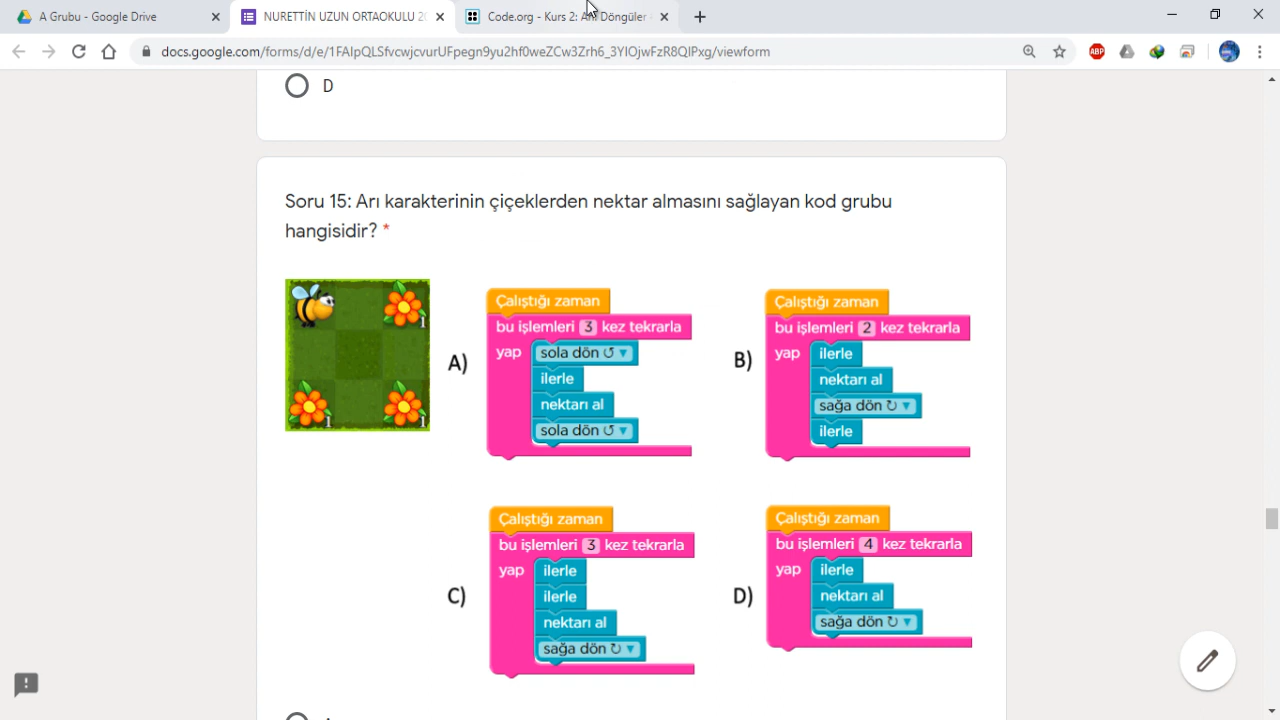 A Grubu - Google Drive
NURETTİN UZUN ORTAOKULU 2
Code.org - Kurs 2: Arı Döngüler
docs.google.com/forms/d/e/1FAIpQLSfvcwjcvurUFpegn9yu2hf0weZCw3Zrh6_3YlOjwFzR8QlPxg/viewform
ABP
D
Soru 15: Arı karakterinin çiçeklerden nektar almasını sağlayan kod grubu
hangisidir? *
1
1
1
A)
Çalıştığı zaman
bu işlemleri 3 kez tekrarla
yap
sola dön ↺ ▼
ilerle
nektarı al
sola dön ↺ ▼
B)
Çalıştığı zaman
bu işlemleri 2 kez tekrarla
yap
ilerle
nektarı al
sağa dön ↻ ▼
ilerle
C)
Çalıştığı zaman
bu işlemleri 3 kez tekrarla
yap
ilerle
ilerle
nektarı al
sağa dön ↻ ▼
D)
Çalıştığı zaman
bu işlemleri 4 kez tekrarla
yap
ilerle
nektarı al
sağa dön ↻ ▼